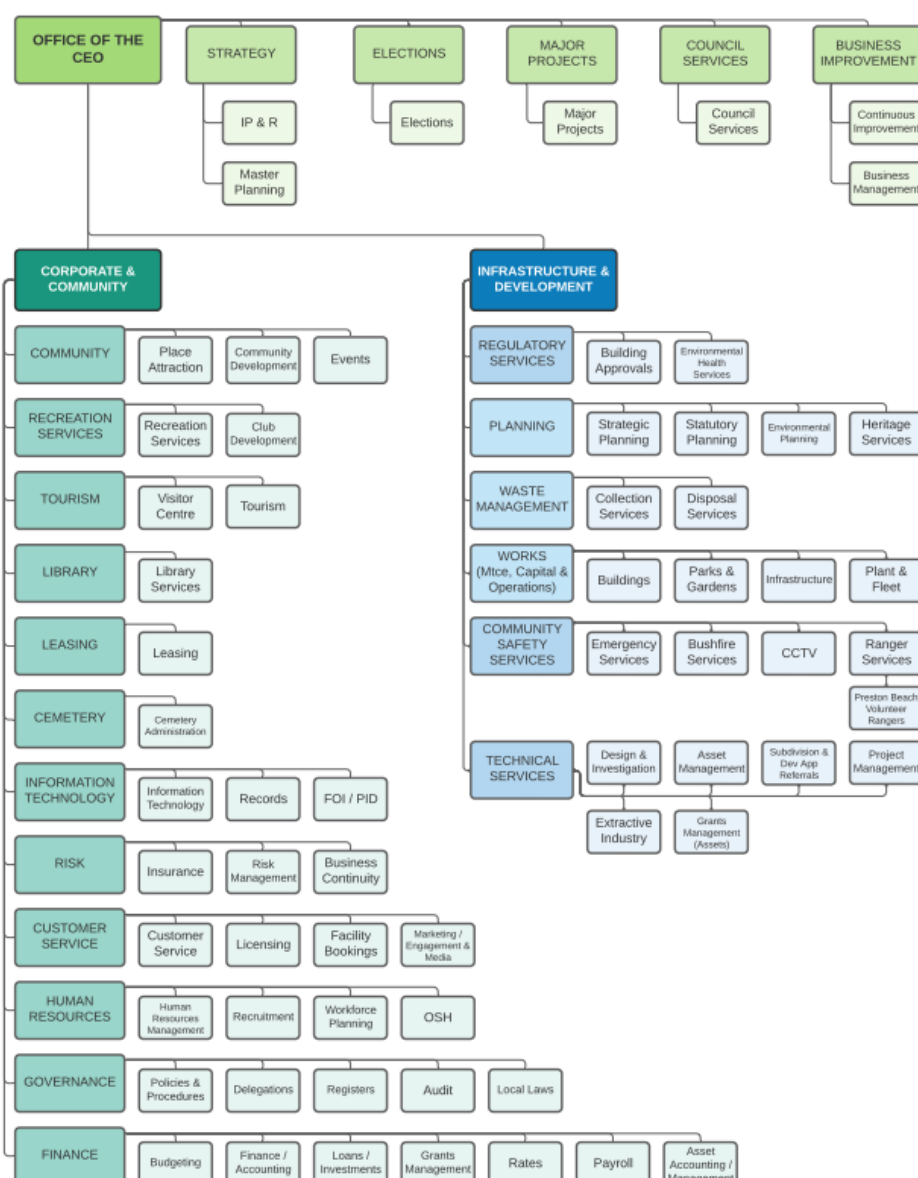 OFFICE OF THE
CEO
STRATEGY
ELECTIONS
MAJOR
PROJECTS
COUNCIL
SERVICES
BUSINESS
IMPROVEMENT
IP & R
Elections
Major
Projects
Council
Services
Continuous
Improvement
Master
Planning
Business
Management
CORPORATE &
COMMUNITY
INFRASTRUCTURE &
DEVELOPMENT
COMMUNITY
Place
Attraction
Community
Development
Events
REGULATORY
SERVICES
Building
Approvals
Environmental
Health
Services
RECREATION
SERVICES
Recreation
Services
Club
Development
PLANNING
Strategic
Planning
Statutory
Planning
Environmental
Planning
Heritage
Services
TOURISM
Visitor
Centre
Tourism
WASTE
MANAGEMENT
Collection
Services
Disposal
Services
LIBRARY
Library
Services
WORKS
(Mtce, Capital &
Operations)
Buildings
Parks &
Gardens
Infrastructure
Plant &
Fleet
LEASING
Leasing
COMMUNITY
SAFETY
SERVICES
Emergency
Services
Bushfire
Services
CCTV
Ranger
Services
Preston Beach
Volunteer
Rangers
CEMETERY
Cemetery
Administration
TECHNICAL
SERVICES
Design &
Investigation
Asset
Management
Subdivision &
Dev App
Referrals
Project
Management
INFORMATION
TECHNOLOGY
Information
Technology
Records
FOI / PID
Extractive
Industry
Grants
Management
(Assets)
RISK
Insurance
Risk
Management
Business
Continuity
CUSTOMER
SERVICE
Customer
Service
Licensing
Facility
Bookings
Marketing /
Engagement &
Media
HUMAN
RESOURCES
Human
Resources
Management
Recruitment
Workforce
Planning
OSH
GOVERNANCE
Policies &
Procedures
Delegations
Registers
Audit
Local Laws
FINANCE
Budgeting
Finance /
Accounting
Loans /
Investments
Grants
Management
Rates
Payroll
Asset
Accounting /
Management